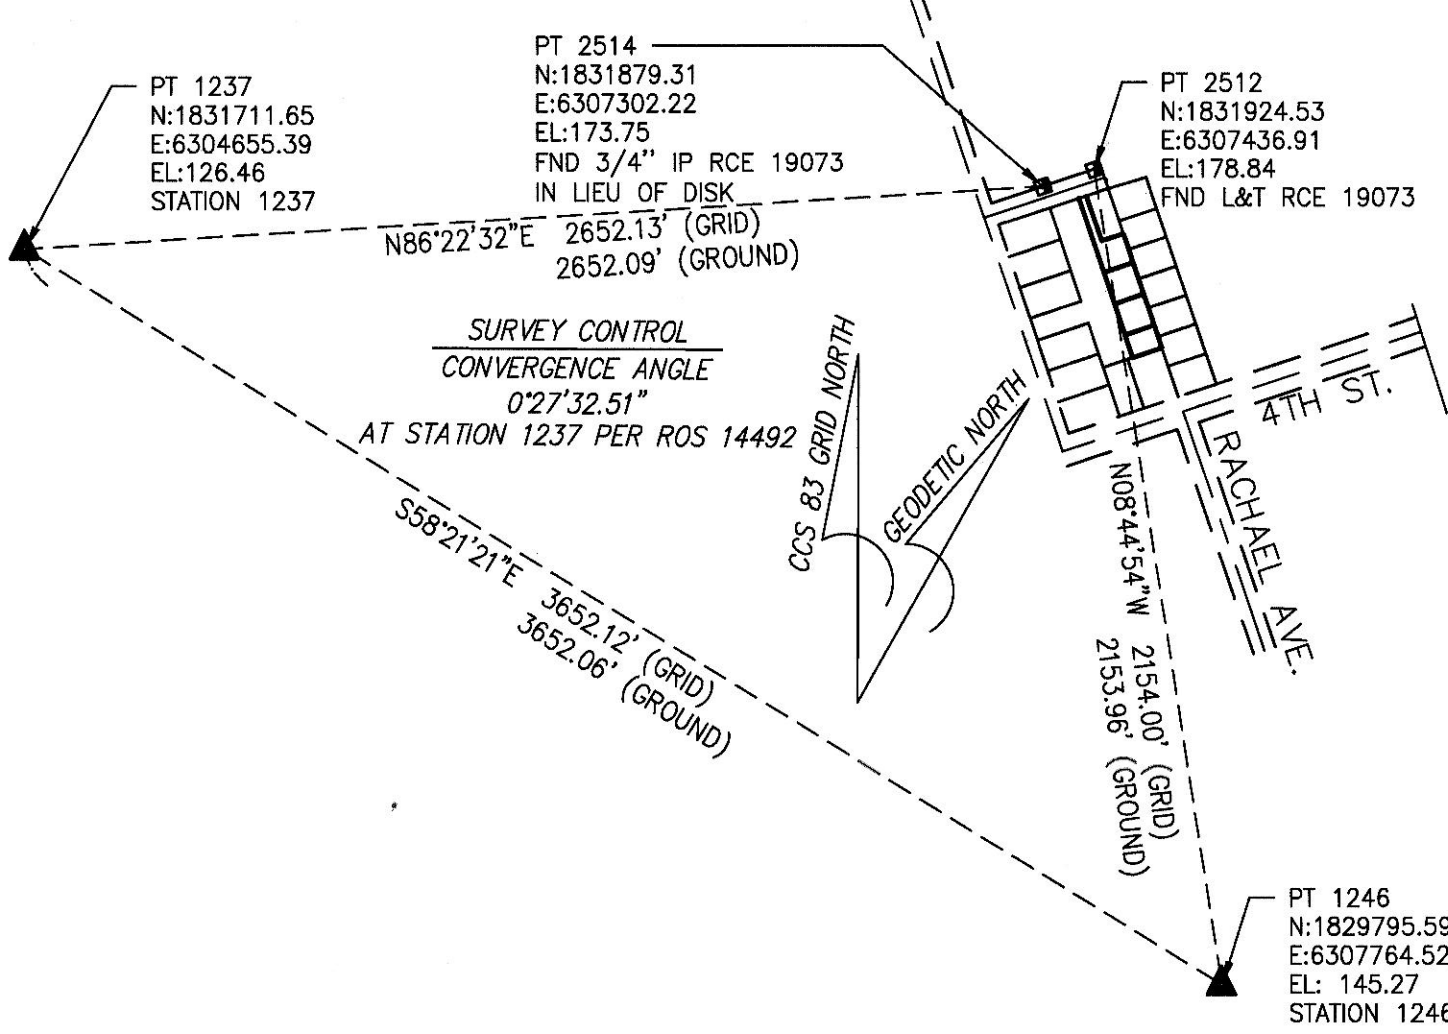 PT 1237
N:1831711.65
E:6304655.39
EL:126.46
STATION 1237
PT 2514
N:1831879.31
E:6307302.22
EL:173.75
FND 3/4" IP RCE 19073
IN LIEU OF DISK
PT 2512
N:1831924.53
E:6307436.91
EL:178.84
FND L&T RCE 19073
N86°22'32"E 2652.13' (GRID)
2652.09' (GROUND)
SURVEY CONTROL
CONVERGENCE ANGLE
0°27'32.51"
AT STATION 1237 PER ROS 14492
CCS 83 GRID NORTH
GEODETIC NORTH
4TH ST.
RACHAEL AVE.
S58°21'21"E 3652.12' (GRID)
3652.06' (GROUND)
N08°44'54"W 2154.00' (GRID)
2153.96' (GROUND)
PT 1246
N:1829795.59
E:6307764.52
EL: 145.27
STATION 1246